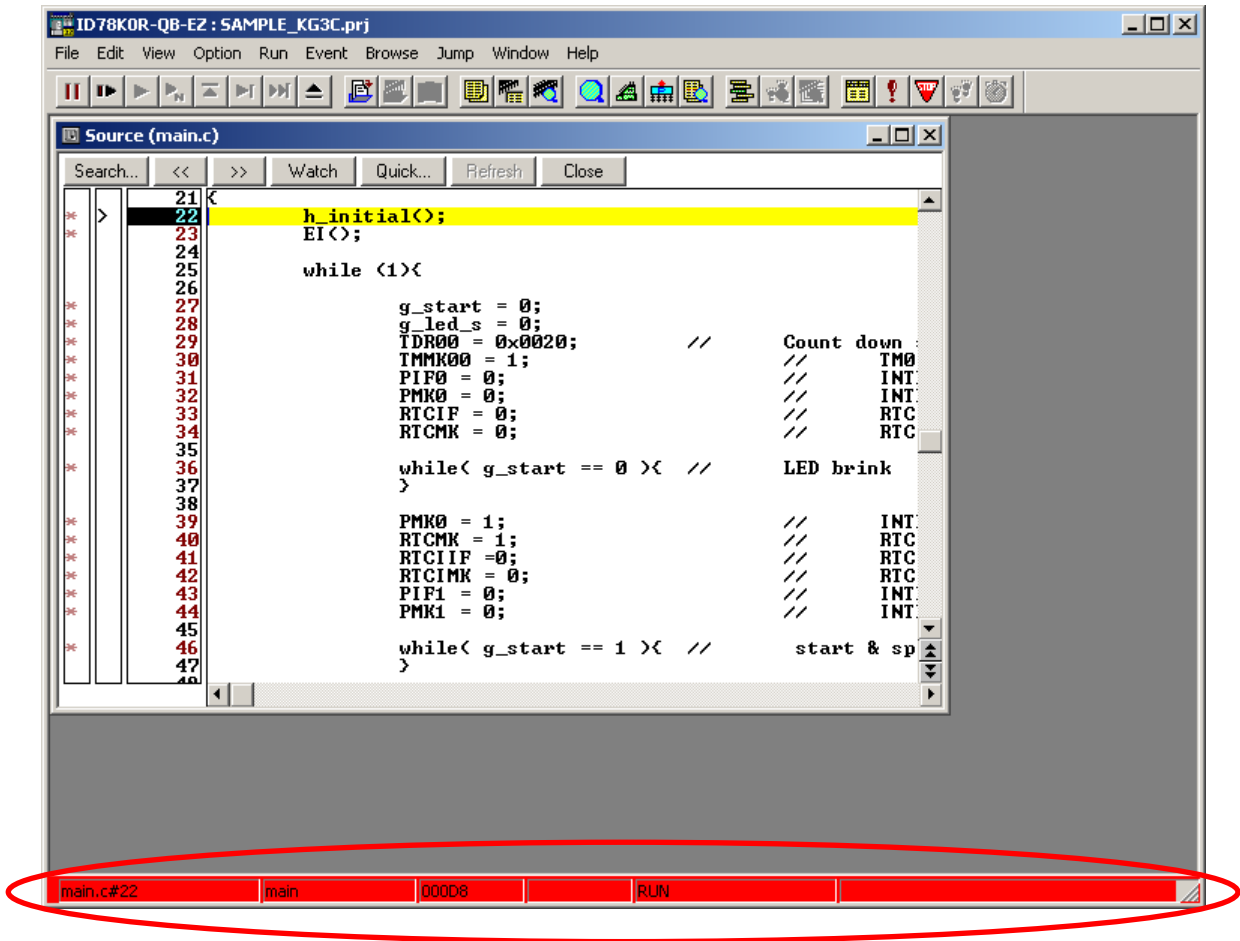 ID78K0R-QB-EZ : SAMPLE_KG3C.prj
File Edit View Option Run Event Browse Jump Window Help
Source (main.c)
Search... << >> Watch Quick... Refresh Close
21 {
> 22 h_initial();
23 EI();
24
25 while (1){
26
27 g_start = 0;
28 g_led_s = 0;
29 TDR00 = 0x0020; // Count down
30 TMMK00 = 1; // TM0
31 PIF0 = 0; // INT
32 PMK0 = 0; // INT
33 RTCIF = 0; // RTC
34 RTCMK = 0; // RTC
35
36 while( g_start == 0 ){ // LED brink
37 }
38
39 PMK0 = 1; // INT
40 RTCMK = 1; // RTC
41 RTCIIF =0; // RTC
42 RTCIMK = 0; // RTC
43 PIF1 = 0; // INT
44 PMK1 = 0; // INT
45
46 while( g_start == 1 ){ // start & sp
47 }
main.c#22 main 000D8 RUN